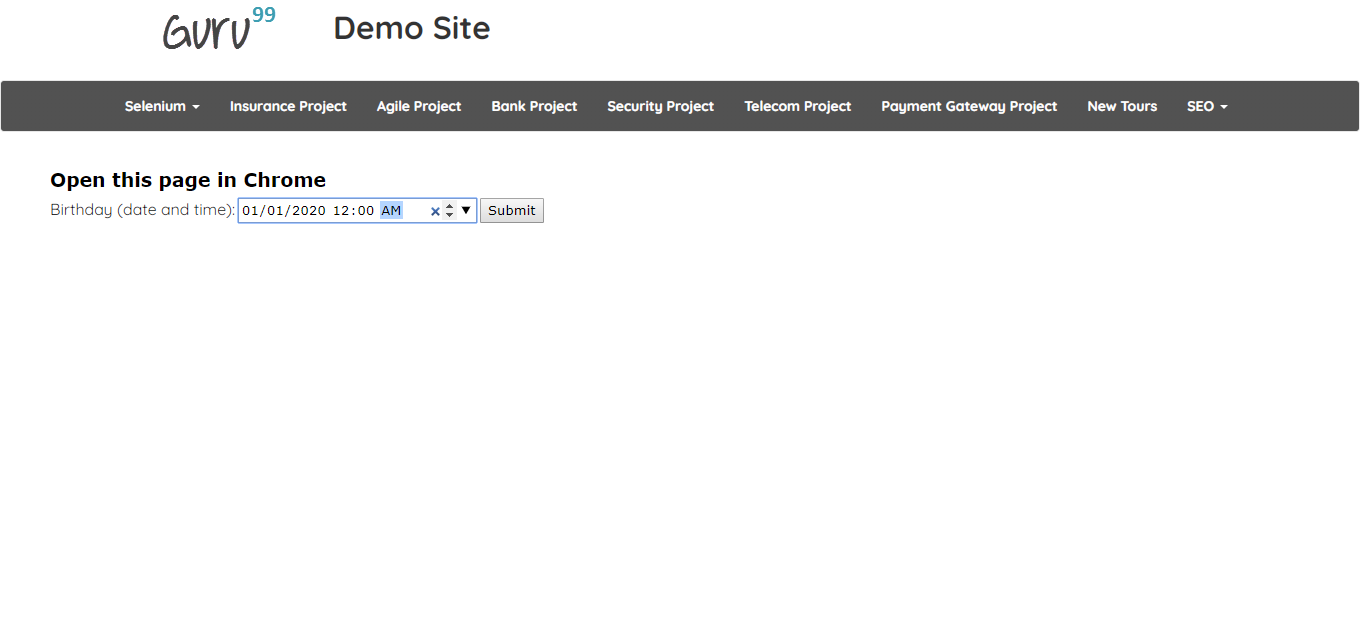 Guru99 Demo Site
Selenium Insurance Project Agile Project Bank Project Security Project Telecom Project Payment Gateway Project New Tours SEO
Open this page in Chrome
Birthday (date and time): 01/01/2020 12:00 AM Submit